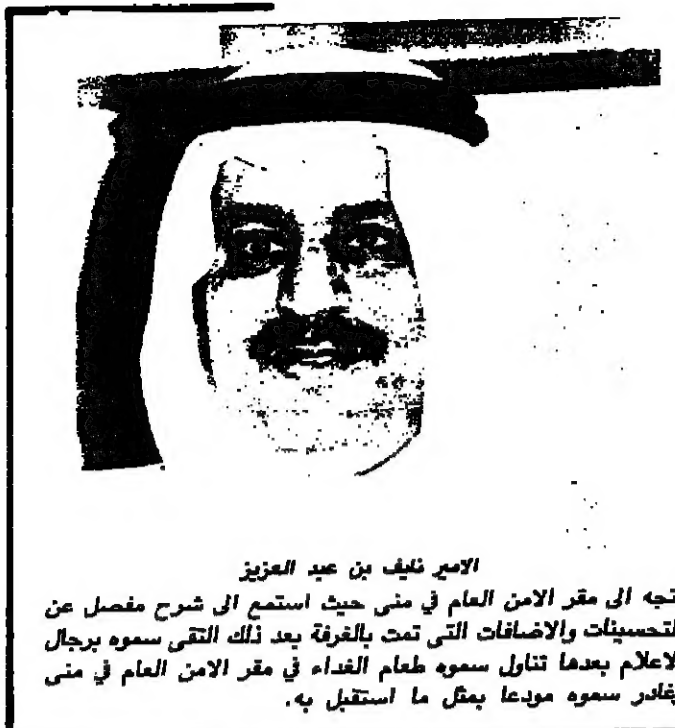 الامير نايف بن عبد العزيز
تجه الى مقر الامن العام في منى حيث استمع الى شرح مفصل عن
لتحسينات والاضافات التى تمت بالغرفة بعد ذلك التقى سموه برجال
لاعلام بعدها تناول سموه طعام الغداء في مقر الامن العام في منى
يغادر سموه مودعا بمثل ما استقبل به.